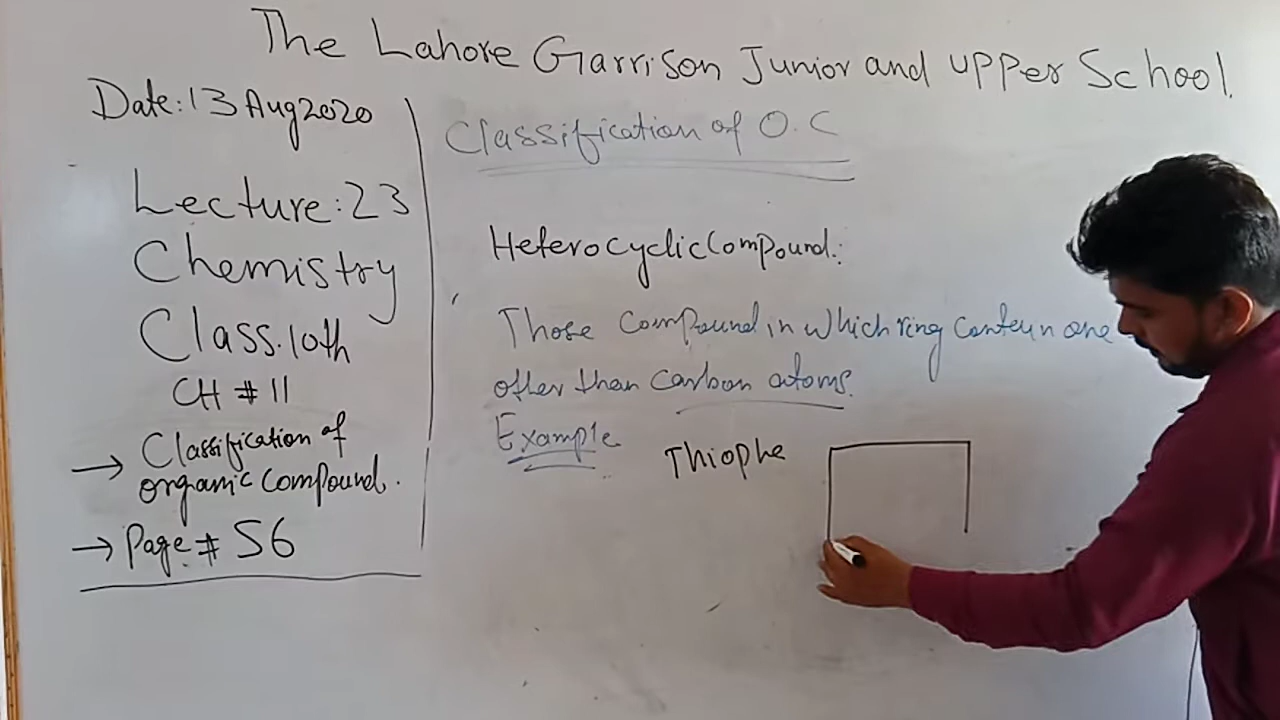 The Lahore Garrison Junior and upper School.
Date: 13 Aug 2020
Lecture: 23
Chemistry
Class. 10th
CH # 11
→ Classification of
organic compound.
→ Page # 56
Classification of O.C
Heterocyclic Compound:
Those compound in which ring contein one
other than carbon atoms.
Example
Thiophe